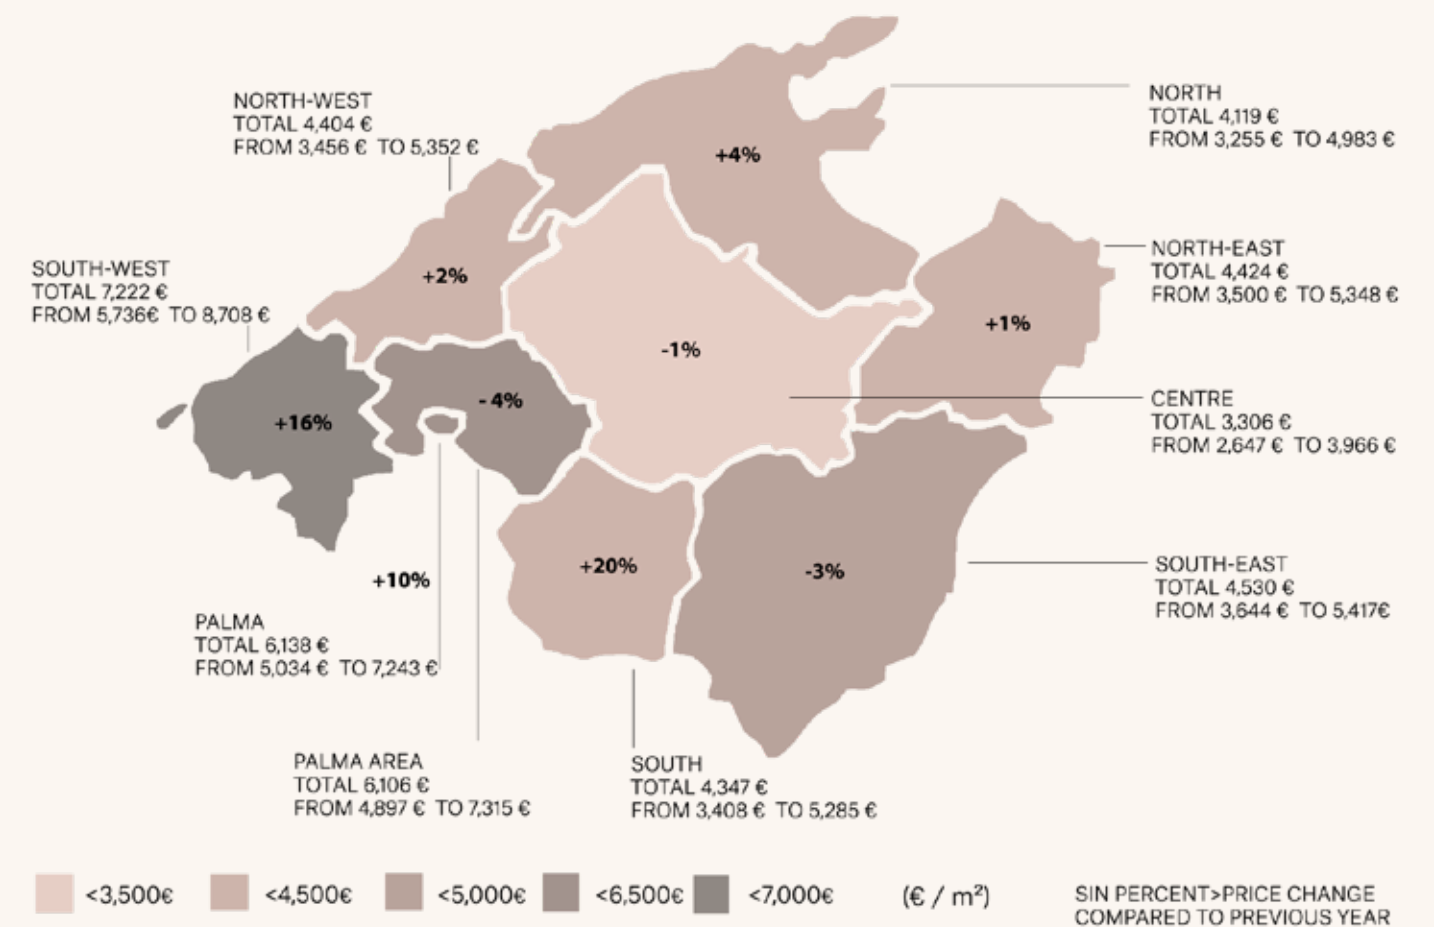 NORTH-WEST
TOTAL 4,404 €
FROM 3,456 € TO 5,352 €
NORTH
TOTAL 4,119 €
FROM 3,255 € TO 4,983 €
+4%
SOUTH-WEST
TOTAL 7,222 €
FROM 5,736€ TO 8,708 €
+2%
NORTH-EAST
TOTAL 4,424 €
FROM 3,500 € TO 5,348 €
+1%
-1%
+16%
- 4%
CENTRE
TOTAL 3,306 €
FROM 2,647 € TO 3,966 €
+20%
-3%
SOUTH-EAST
TOTAL 4,530 €
FROM 3,644 € TO 5,417€
+10%
PALMA
TOTAL 6,138 €
FROM 5,034 € TO 7,243 €
PALMA AREA
TOTAL 6,106 €
FROM 4,897 € TO 7,315 €
SOUTH
TOTAL 4,347 €
FROM 3,408 € TO 5,285 €
<3,500€ <4,500€ <5,000€ <6,500€ <7,000€ (€ / m²)
SIN PERCENT>PRICE CHANGE
COMPARED TO PREVIOUS YEAR